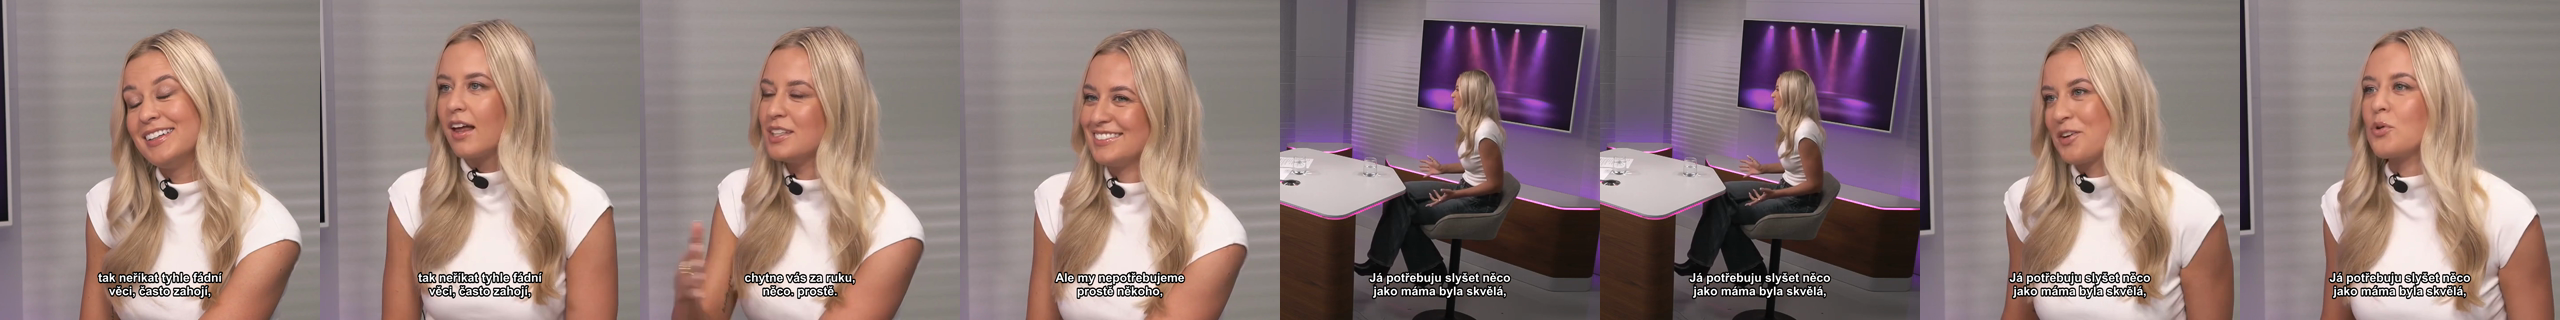 tak neříkat tyhle fádní
věci, často zahojí,
tak neříkat tyhle fádní
věci, často zahojí,
chytne vás za ruku,
něco. prostě.
Ale my nepotřebujeme
prostě někoho,
Já potřebuju slyšet něco
jako máma byla skvělá,
Já potřebuju slyšet něco
jako máma byla skvělá,
Já potřebuju slyšet něco
jako máma byla skvělá,
Já potřebuju slyšet něco
jako máma byla skvělá,